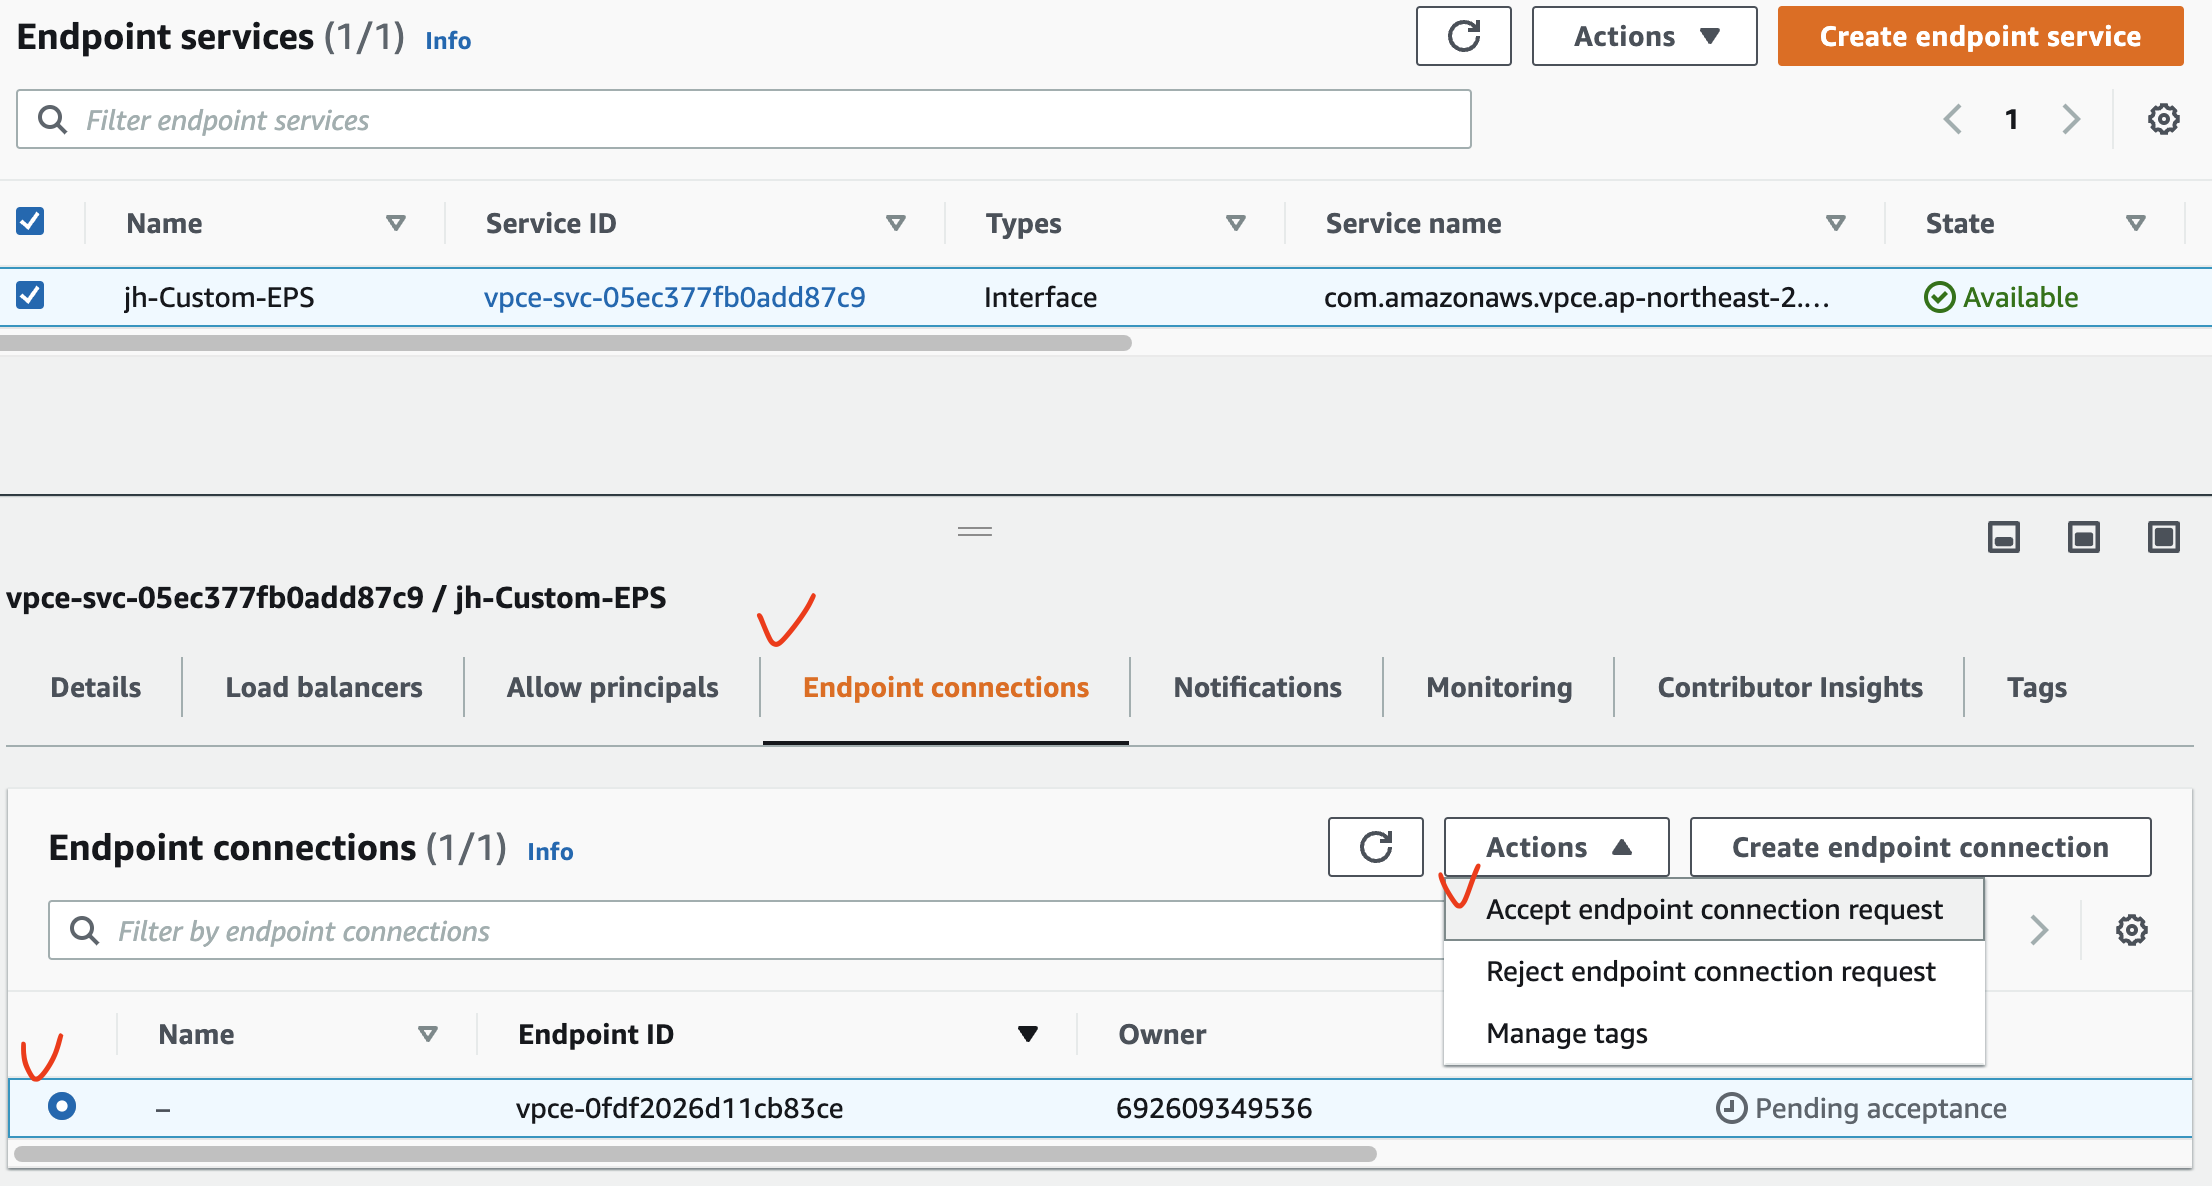 Endpoint services (1/1) Info
Actions
Create endpoint service
Filter endpoint services
1
Name Service ID Types Service name State
jh-Custom-EPS vpce-svc-05ec377fb0add87c9 Interface com.amazonaws.vpce.ap-northeast-2.... Available
vpce-svc-05ec377fb0add87c9 / jh-Custom-EPS
Details Load balancers Allow principals Endpoint connections Notifications Monitoring Contributor Insights Tags
Endpoint connections (1/1) Info
Actions
Create endpoint connection
Filter by endpoint connections
Accept endpoint connection request
Reject endpoint connection request
Manage tags
Name Endpoint ID Owner
– vpce-0fdf2026d11cb83ce 692609349536 Pending acceptance